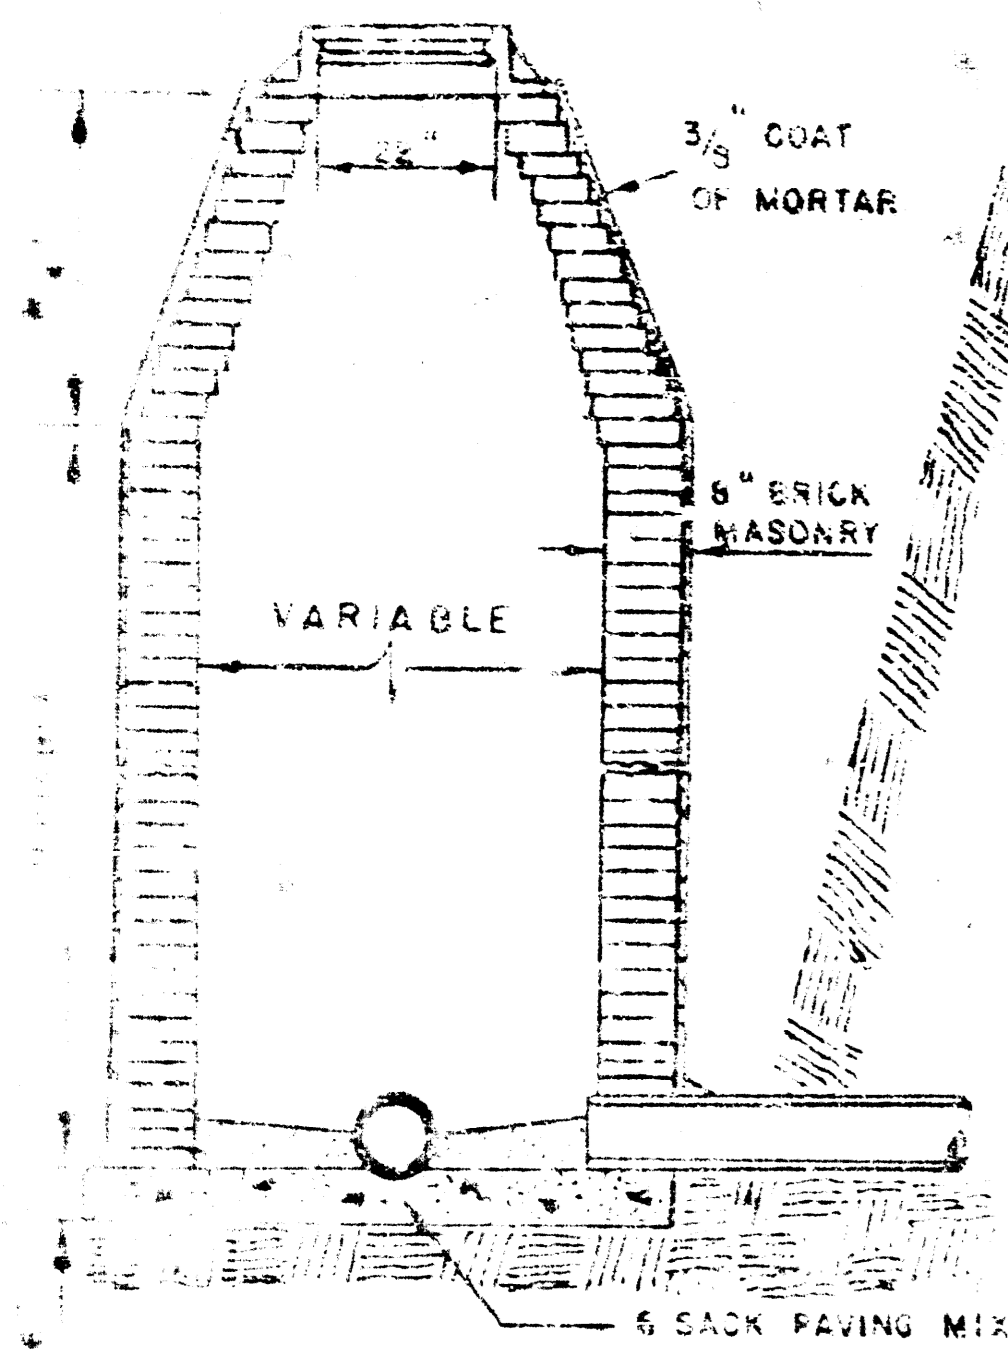 22"
3/8" COAT
OF MORTAR
8" BRICK
MASONRY
VARIABLE
6 SACK PAVING MIX